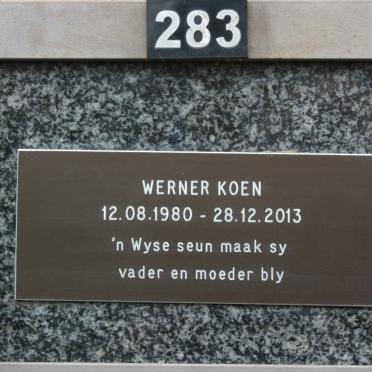 283
WERNER KOEN
12.08.1980 - 28.12.2013
'n Wyse seun maak sy
vader en moeder bly